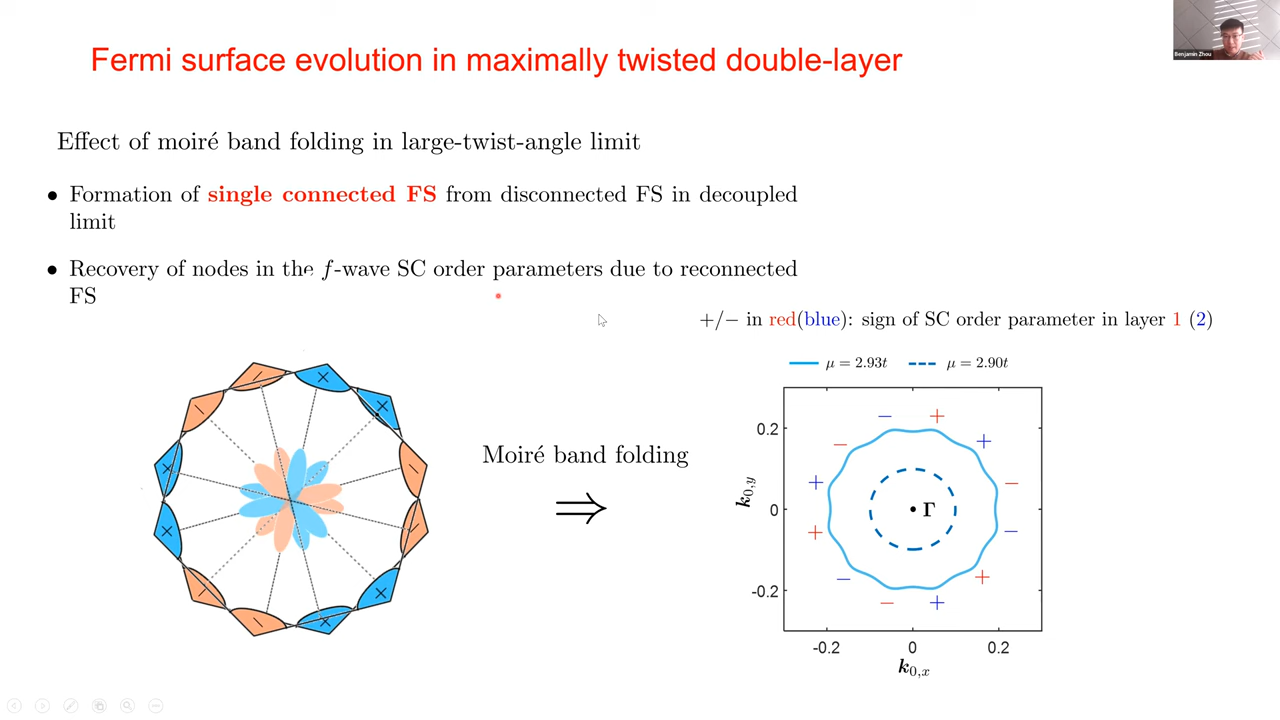 Fermi surface evolution in maximally twisted double-layer
Benjamin Zhou
Effect of moiré band folding in large-twist-angle limit
• Formation of single connected FS from disconnected FS in decoupled
limit
• Recovery of nodes in the f-wave SC order parameters due to reconnected
FS
+/− in red(blue): sign of SC order parameter in layer 1 (2)
μ = 2.93t μ = 2.90t
Moiré band folding
⇒
0.2
0
-0.2
k0,y
Γ
-0.2 0 0.2
k0,x